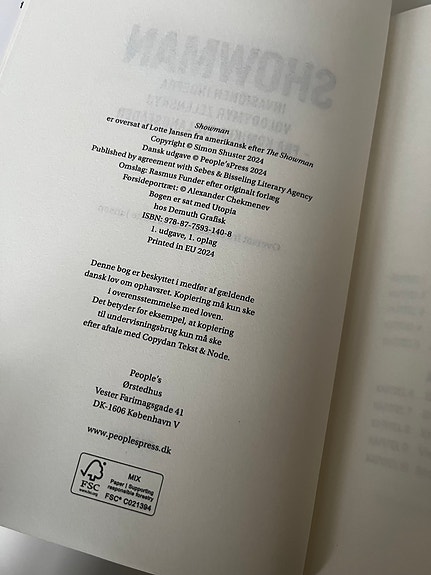 Showman
er oversat af Lotte Jansen fra amerikansk efter The Showman
Copyright © Simon Shuster 2024
Dansk udgave © People'sPress 2024
Published by agreement with Sebes & Bisseling Literary Agency
Omslag: Rasmus Funder efter originalt forlæg
Forsideportræt: © Alexander Chekmenev
Bogen er sat med Utopia
hos Demuth Grafisk
ISBN: 978-87-7593-140-8
1. udgave, 1. oplag
Printed in EU 2024
Denne bog er beskyttet i medfør af gældende
dansk lov om ophavsret. Kopiering må kun ske
i overensstemmelse med loven.
Det betyder for eksempel, at kopiering
til undervisningsbrug kun må ske
efter aftale med Copydan Tekst & Node.
People's
Ørstedhus
Vester Farimagsgade 41
DK-1606 København V
www.peoplespress.dk
FSC
www.fsc.org
MIX
Paper | Supporting
responsible forestry
FSC® C021394